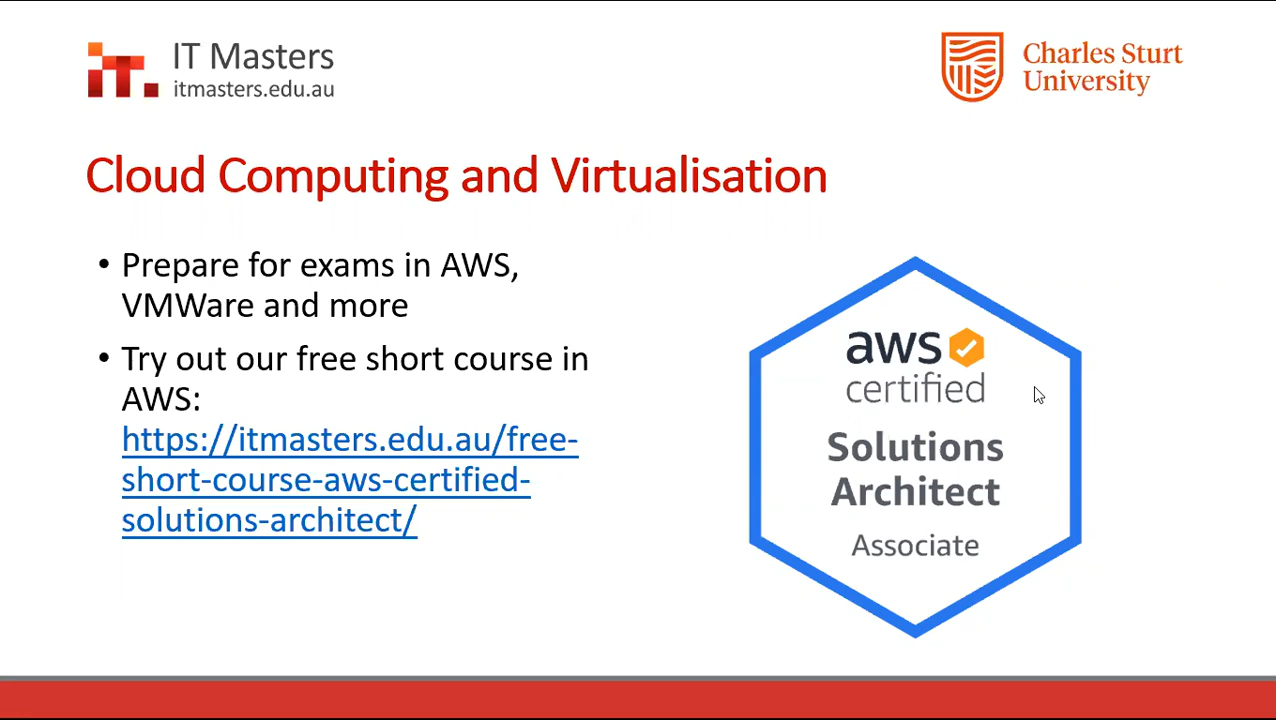 IT Masters
itmasters.edu.au
Charles Sturt
University
Cloud Computing and Virtualisation
• Prepare for exams in AWS,
VMWare and more
• Try out our free short course in
AWS:
https://itmasters.edu.au/free-
short-course-aws-certified-
solutions-architect/
aws
certified
Solutions
Architect
Associate